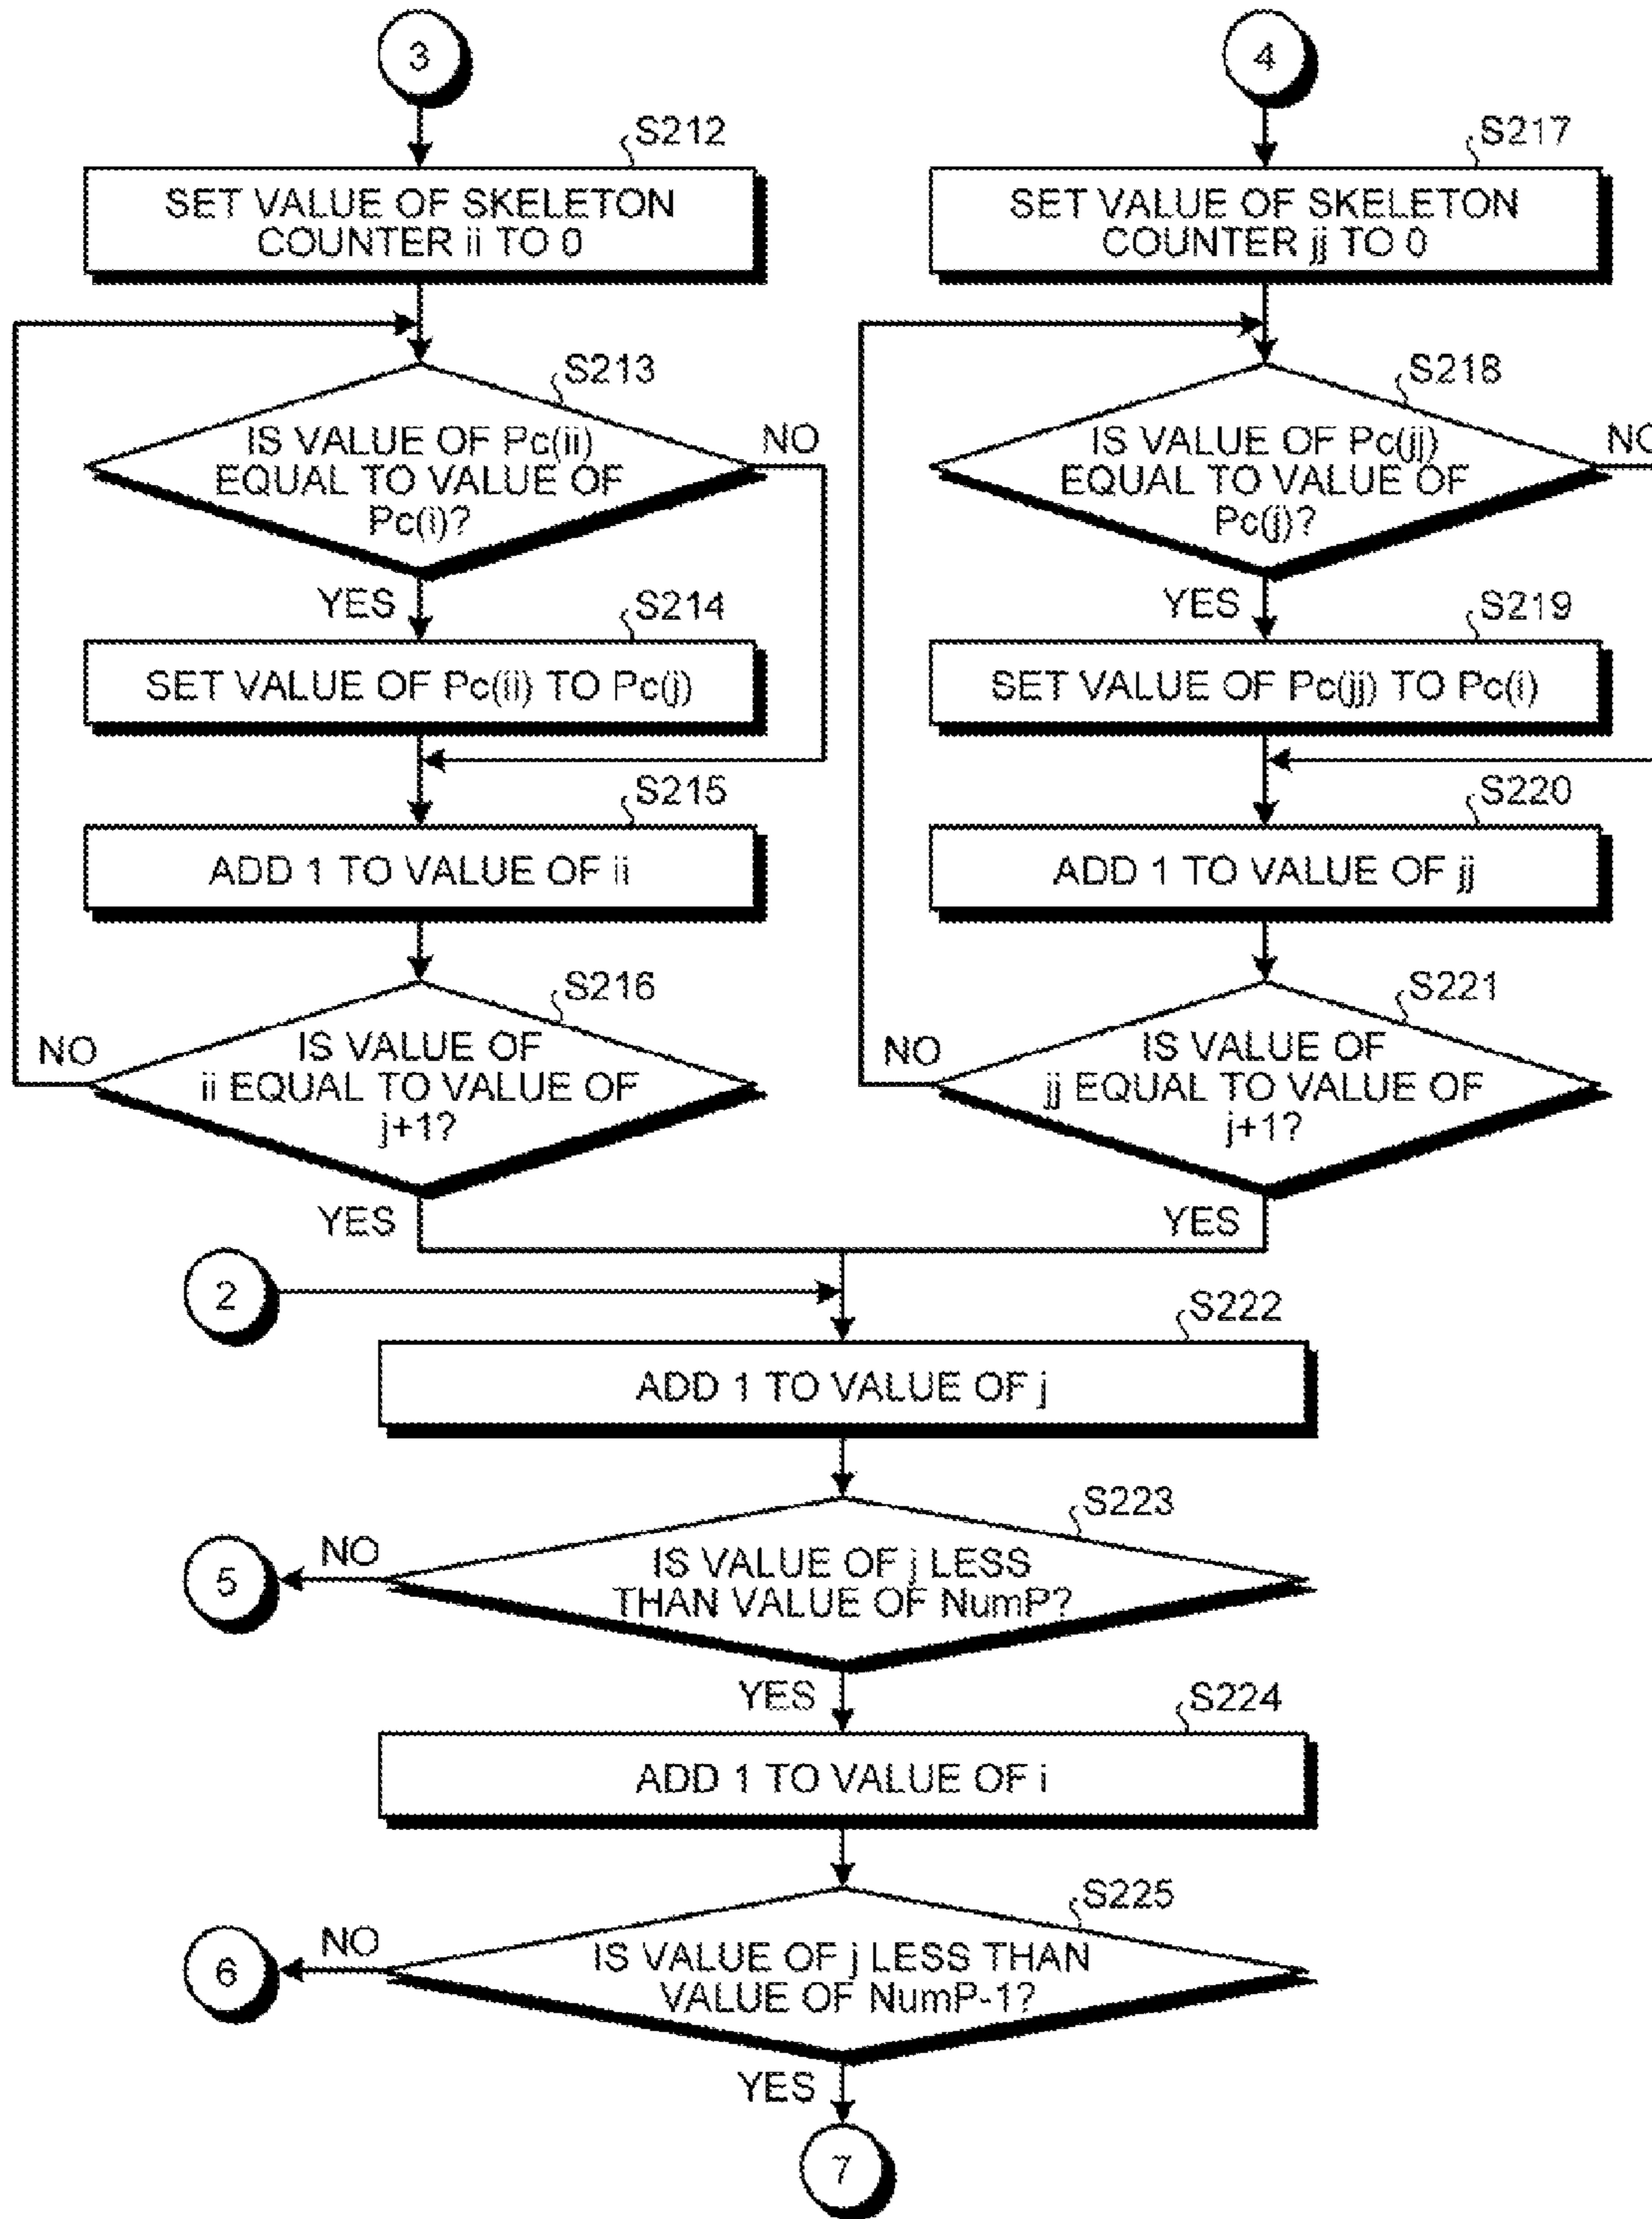 3
S212
SET VALUE OF SKELETON
COUNTER ii TO 0
S213
IS VALUE OF Pc(ii)
EQUAL TO VALUE OF
Pc(i)?
NO
YES
S214
SET VALUE OF Pc(ii) TO Pc(j)
S215
ADD 1 TO VALUE OF ii
S216
IS VALUE OF
ii EQUAL TO VALUE OF
j+1?
NO
YES
4
S217
SET VALUE OF SKELETON
COUNTER jj TO 0
S218
IS VALUE OF Pc(jj)
EQUAL TO VALUE OF
Pc(j)?
NO
YES
S219
SET VALUE OF Pc(jj) TO Pc(i)
S220
ADD 1 TO VALUE OF jj
S221
IS VALUE OF
jj EQUAL TO VALUE OF
j+1?
NO
YES
2
S222
ADD 1 TO VALUE OF j
S223
IS VALUE OF j LESS
THAN VALUE OF NumP?
NO
5
YES
S224
ADD 1 TO VALUE OF i
S225
IS VALUE OF j LESS THAN
VALUE OF NumP-1?
NO
6
YES
7